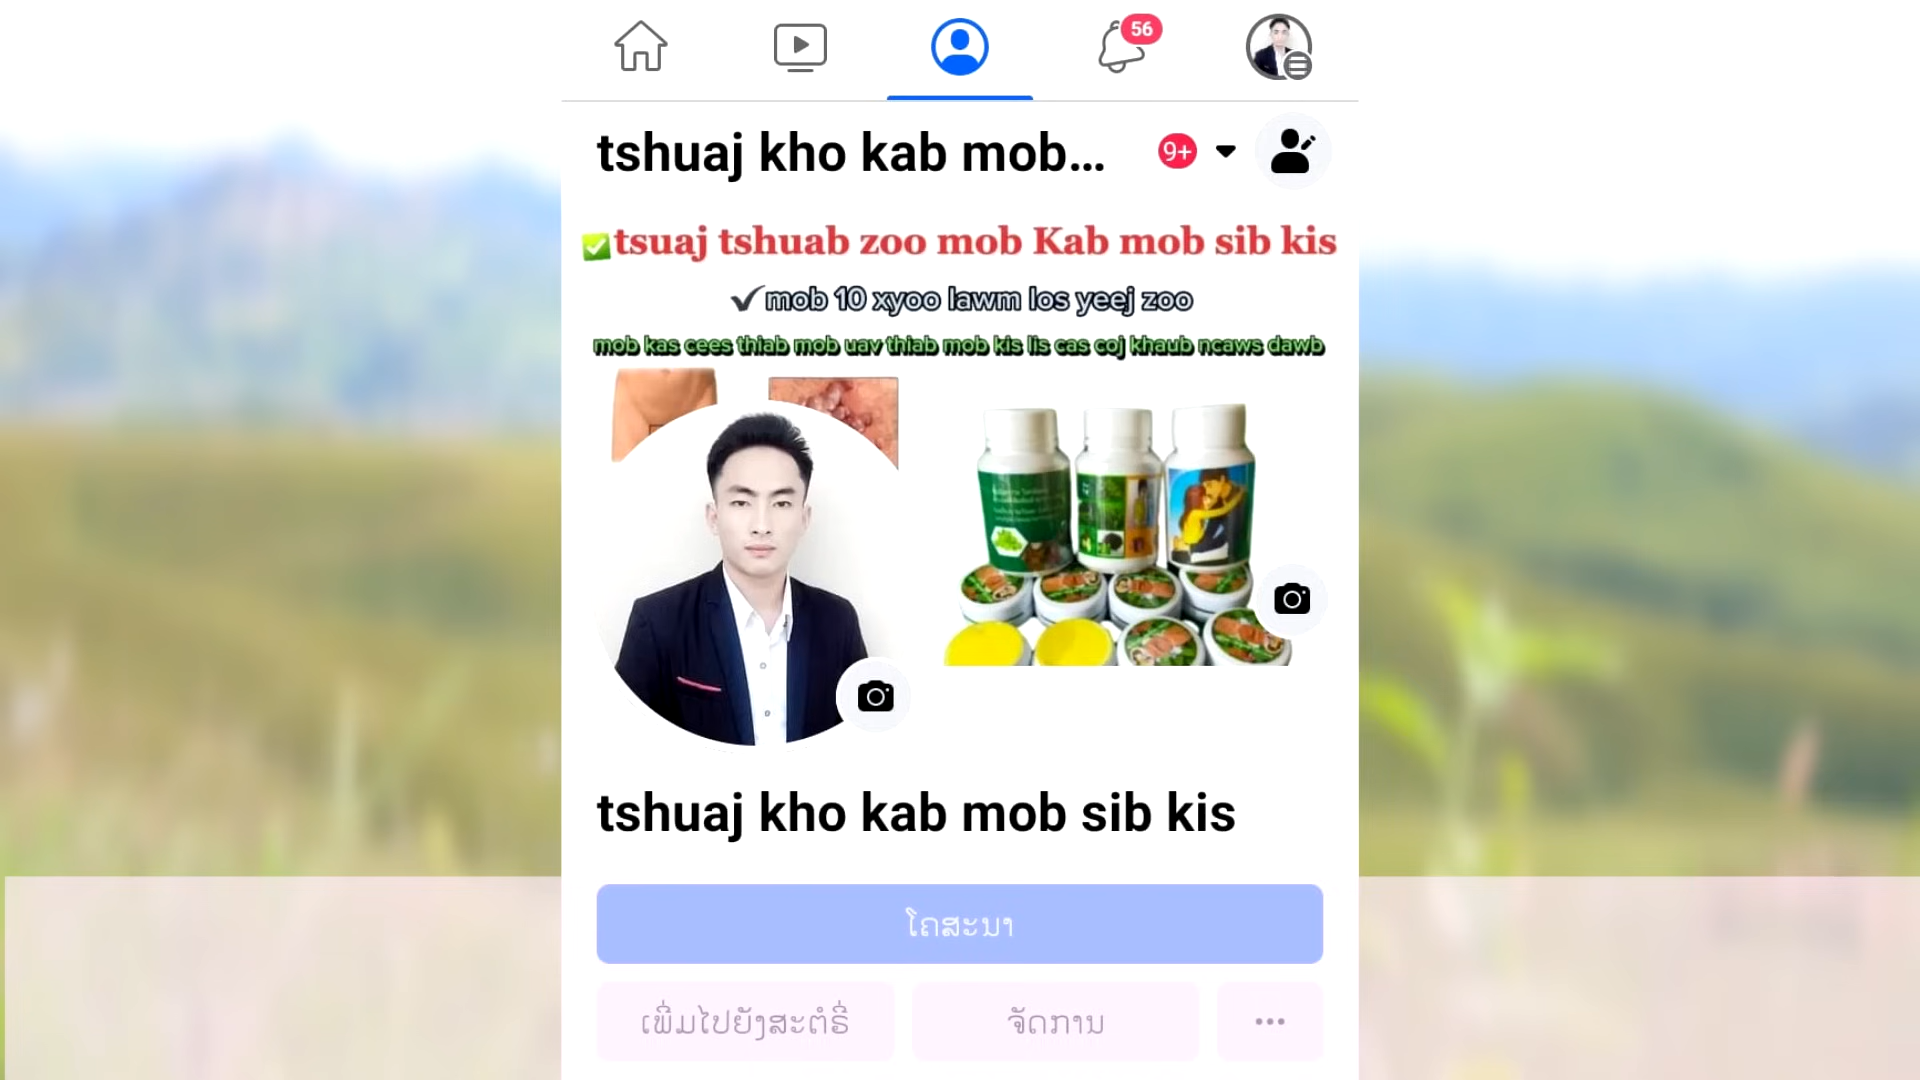 56
tshuaj kho kab mob...
9+
tsuaj tshuab zoo mob Kab mob sib kis
mob 10 xyoo lawm los yeej zoo
mob kas cees thiab mob uav thiab mob kis lis cas coj khaub ncaws dawb
tshuaj kho kab mob sib kis
ໂຄສະນາ
ເພີ່ມໄປຍັງສະຕໍຣີ່
ຈັດການ